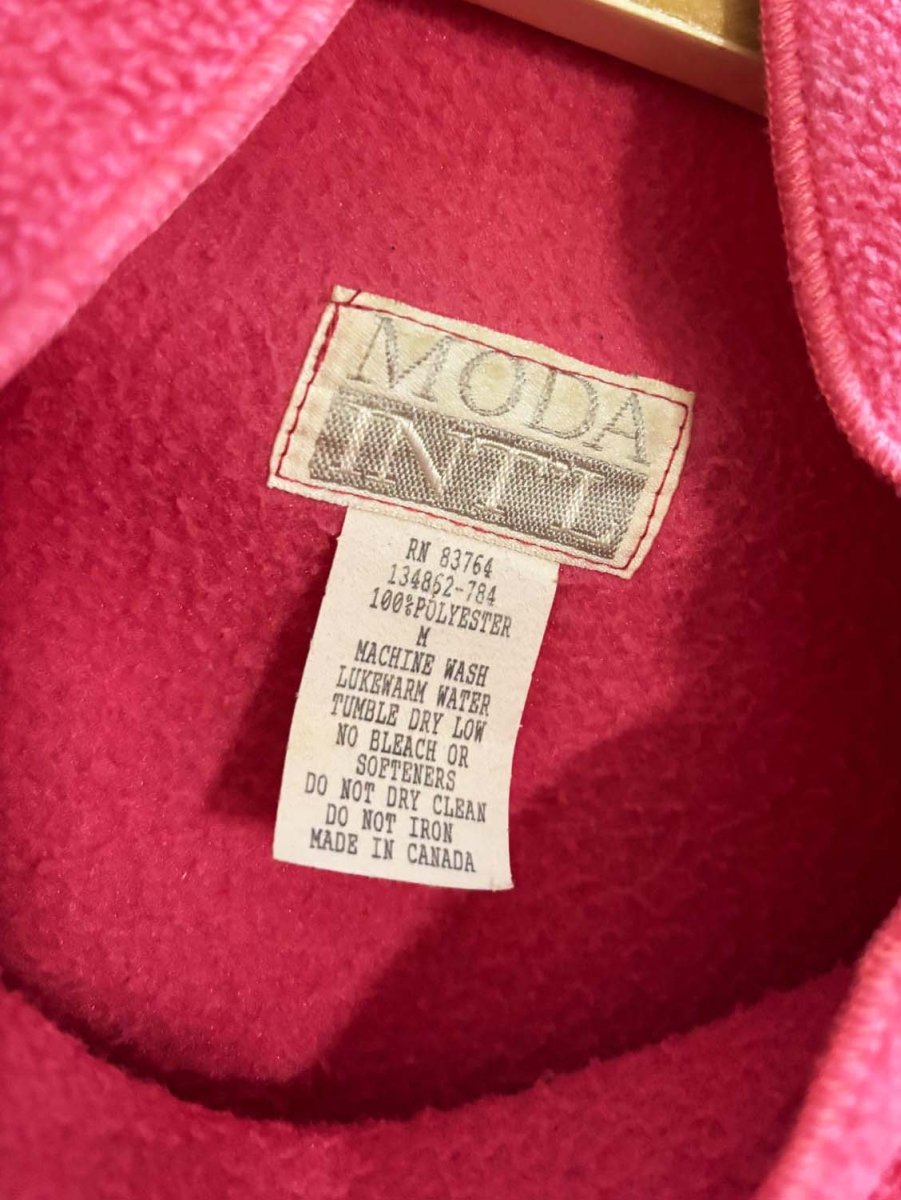 MODA
INT'L
RN 83764
134862-784
100%POLYESTER
M
MACHINE WASH
LUKEWARM WATER
TUMBLE DRY LOW
NO BLEACH OR
SOFTENERS
DO NOT DRY CLEAN
DO NOT IRON
MADE IN CANADA